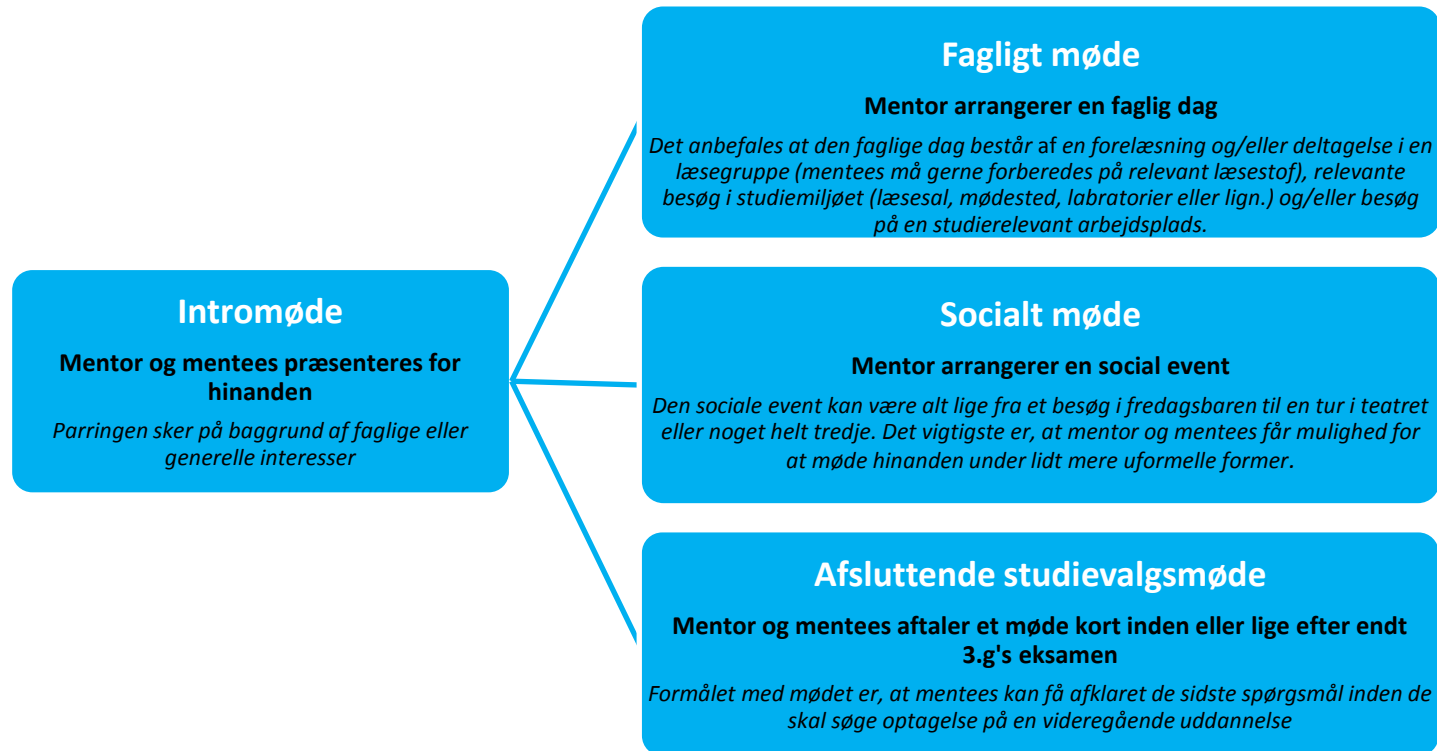 Intromøde
Mentor og mentees præsenteres for
hinanden
Parringen sker på baggrund af faglige eller
generelle interesser
Fagligt møde
Mentor arrangerer en faglig dag
Det anbefales at den faglige dag består af en forelæsning og/eller deltagelse i en
læsegruppe (mentees må gerne forberedes på relevant læsestof), relevante
besøg i studiemiljøet (læsesal, mødested, labratorier eller lign.) og/eller besøg
på en studierelevant arbejdsplads.
Socialt møde
Mentor arrangerer en social event
Den sociale event kan være alt lige fra et besøg i fredagsbaren til en tur i teatret
eller noget helt tredje. Det vigtigste er, at mentor og mentees får mulighed for
at møde hinanden under lidt mere uformelle former.
Afsluttende studievalgsmøde
Mentor og mentees aftaler et møde kort inden eller lige efter endt
3.g's eksamen
Formålet med mødet er, at mentees kan få afklaret de sidste spørgsmål inden de
skal søge optagelse på en videregående uddannelse